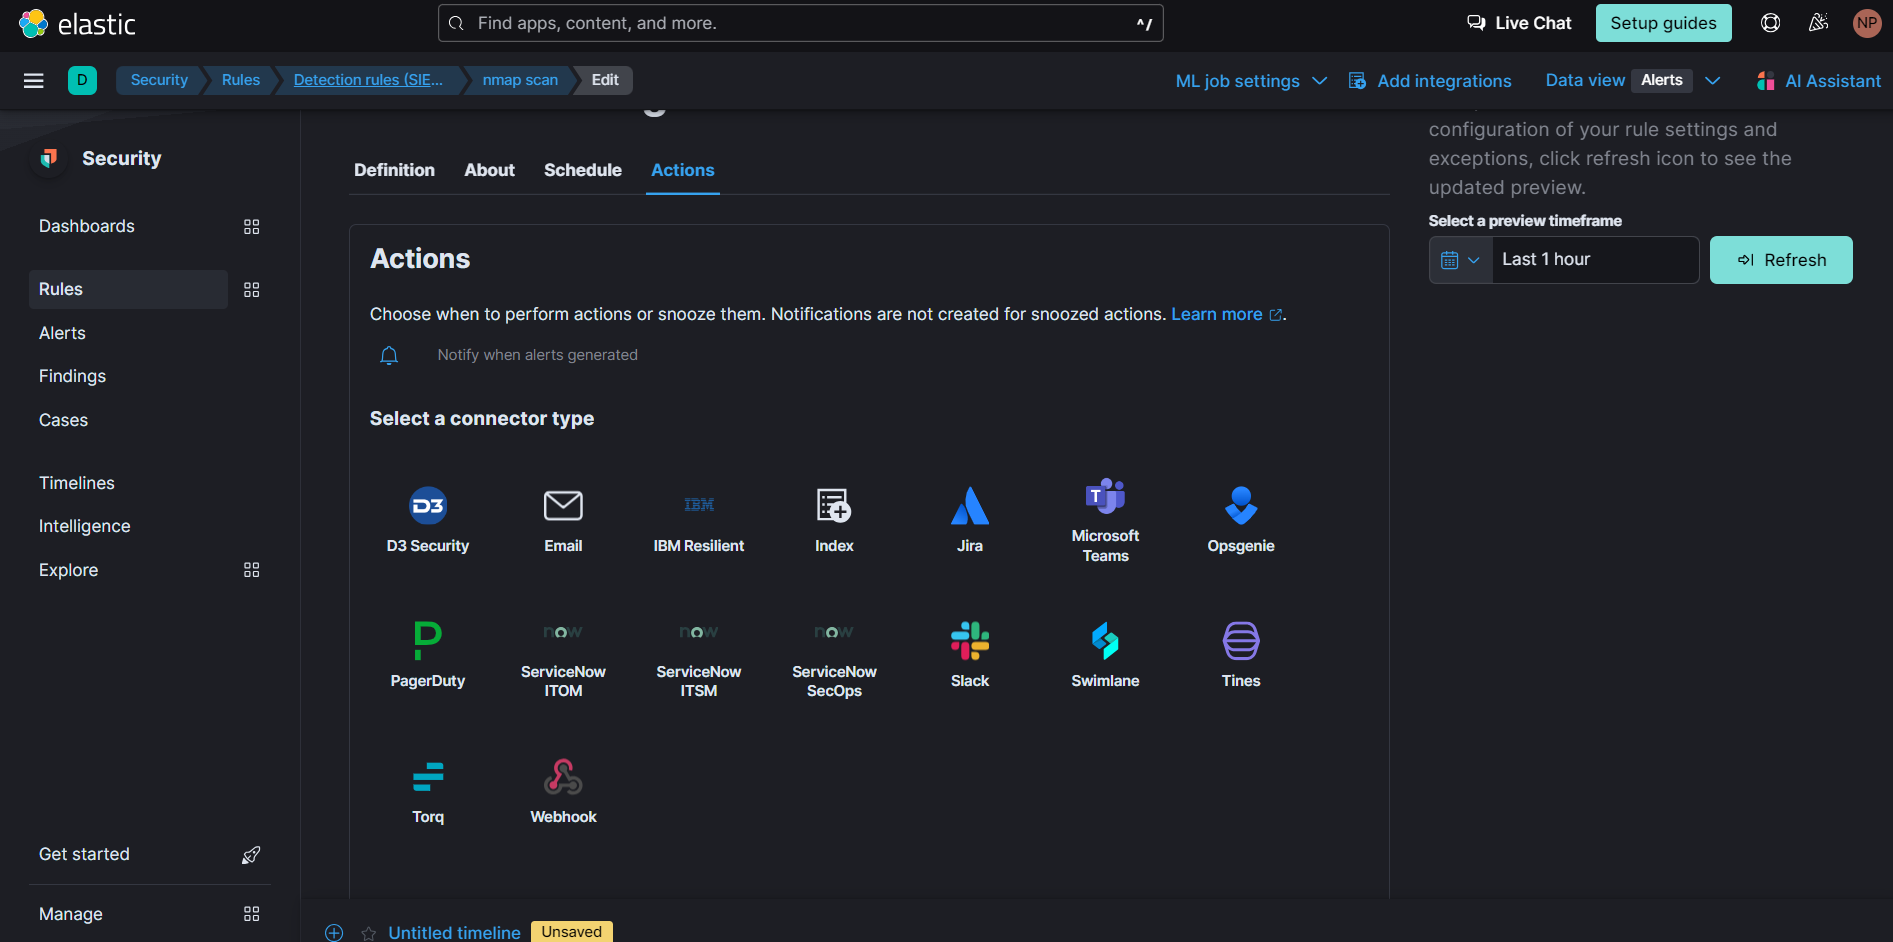 elastic
Find apps, content, and more.
^/
Live Chat
Setup guides
NP
D
Security
Rules
Detection rules (SIE...
nmap scan
Edit
ML job settings
Add integrations
Data view
Alerts
AI Assistant
Security
Dashboards
Rules
Alerts
Findings
Cases
Timelines
Intelligence
Explore
Get started
Manage
Definition
About
Schedule
Actions
Actions
Choose when to perform actions or snooze them. Notifications are not created for snoozed actions. Learn more.
Notify when alerts generated
Select a connector type
D3
D3 Security
Email
IBM
IBM Resilient
Index
Jira
T
Microsoft
Teams
Opsgenie
P
PagerDuty
now
ServiceNow
ITOM
now
ServiceNow
ITSM
now
ServiceNow
SecOps
Slack
Swimlane
Tines
Torq
Webhook
configuration of your rule settings and
exceptions, click refresh icon to see the
updated preview.
Select a preview timeframe
Last 1 hour
Refresh
Untitled timeline
Unsaved